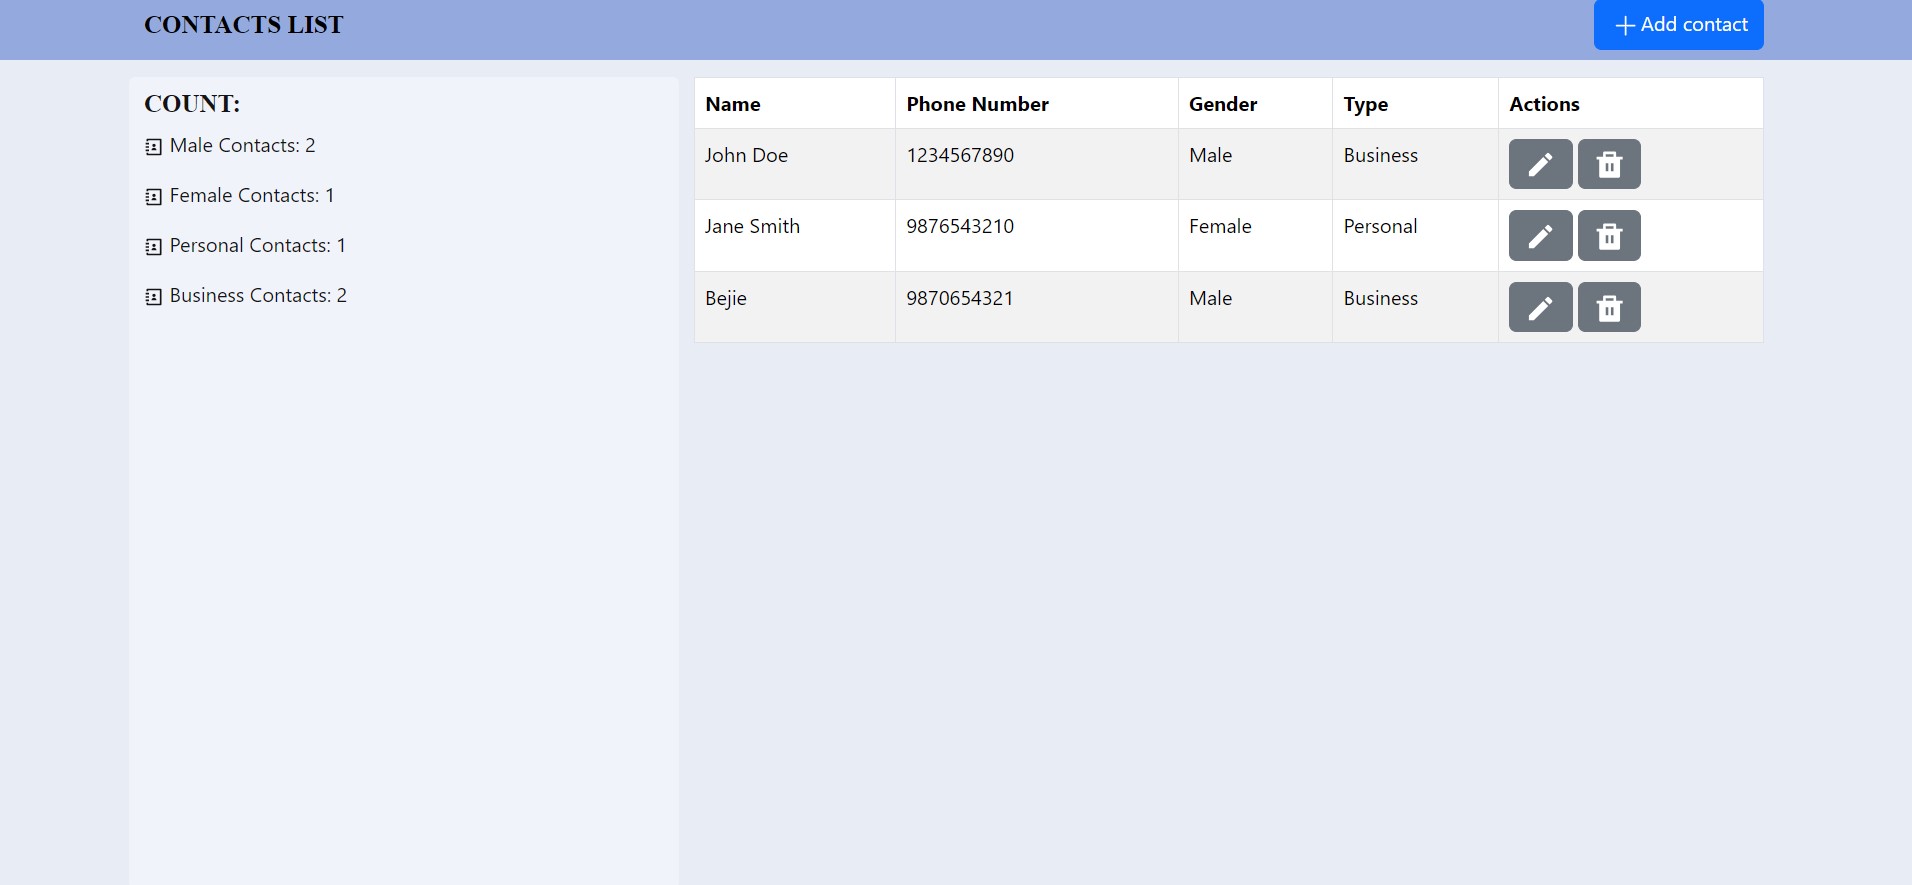 CONTACTS LIST
Add contact
COUNT:
Male Contacts: 2
Female Contacts: 1
Personal Contacts: 1
Business Contacts: 2
Name Phone Number Gender Type Actions
John Doe 1234567890 Male Business
Jane Smith 9876543210 Female Personal
Bejie 9870654321 Male Business